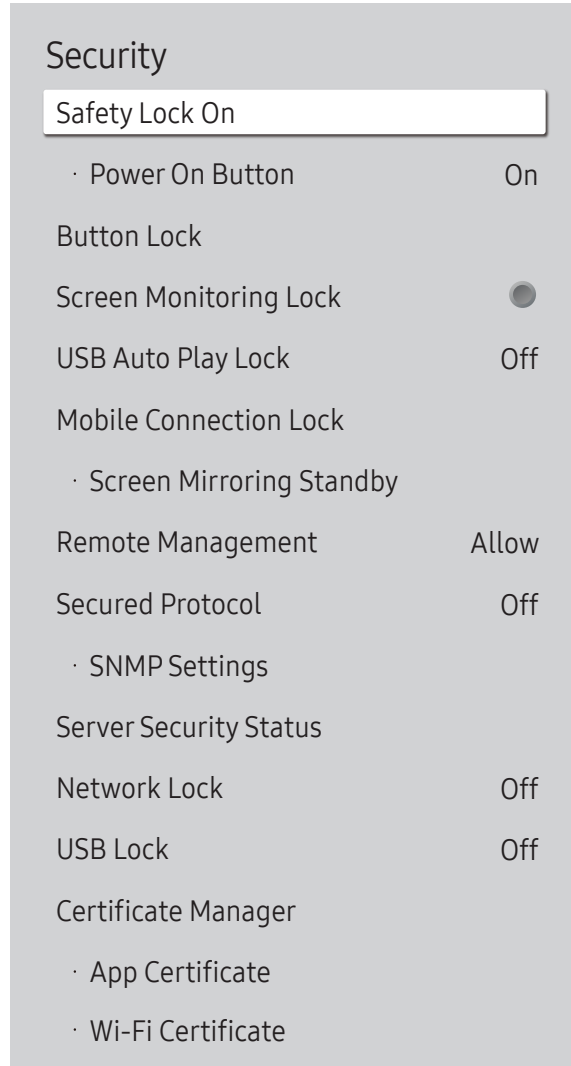 Security
Safety Lock On
· Power On Button On
Button Lock
Screen Monitoring Lock
USB Auto Play Lock Off
Mobile Connection Lock
· Screen Mirroring Standby
Remote Management Allow
Secured Protocol Off
· SNMP Settings
Server Security Status
Network Lock Off
USB Lock Off
Certificate Manager
· App Certificate
· Wi-Fi Certificate